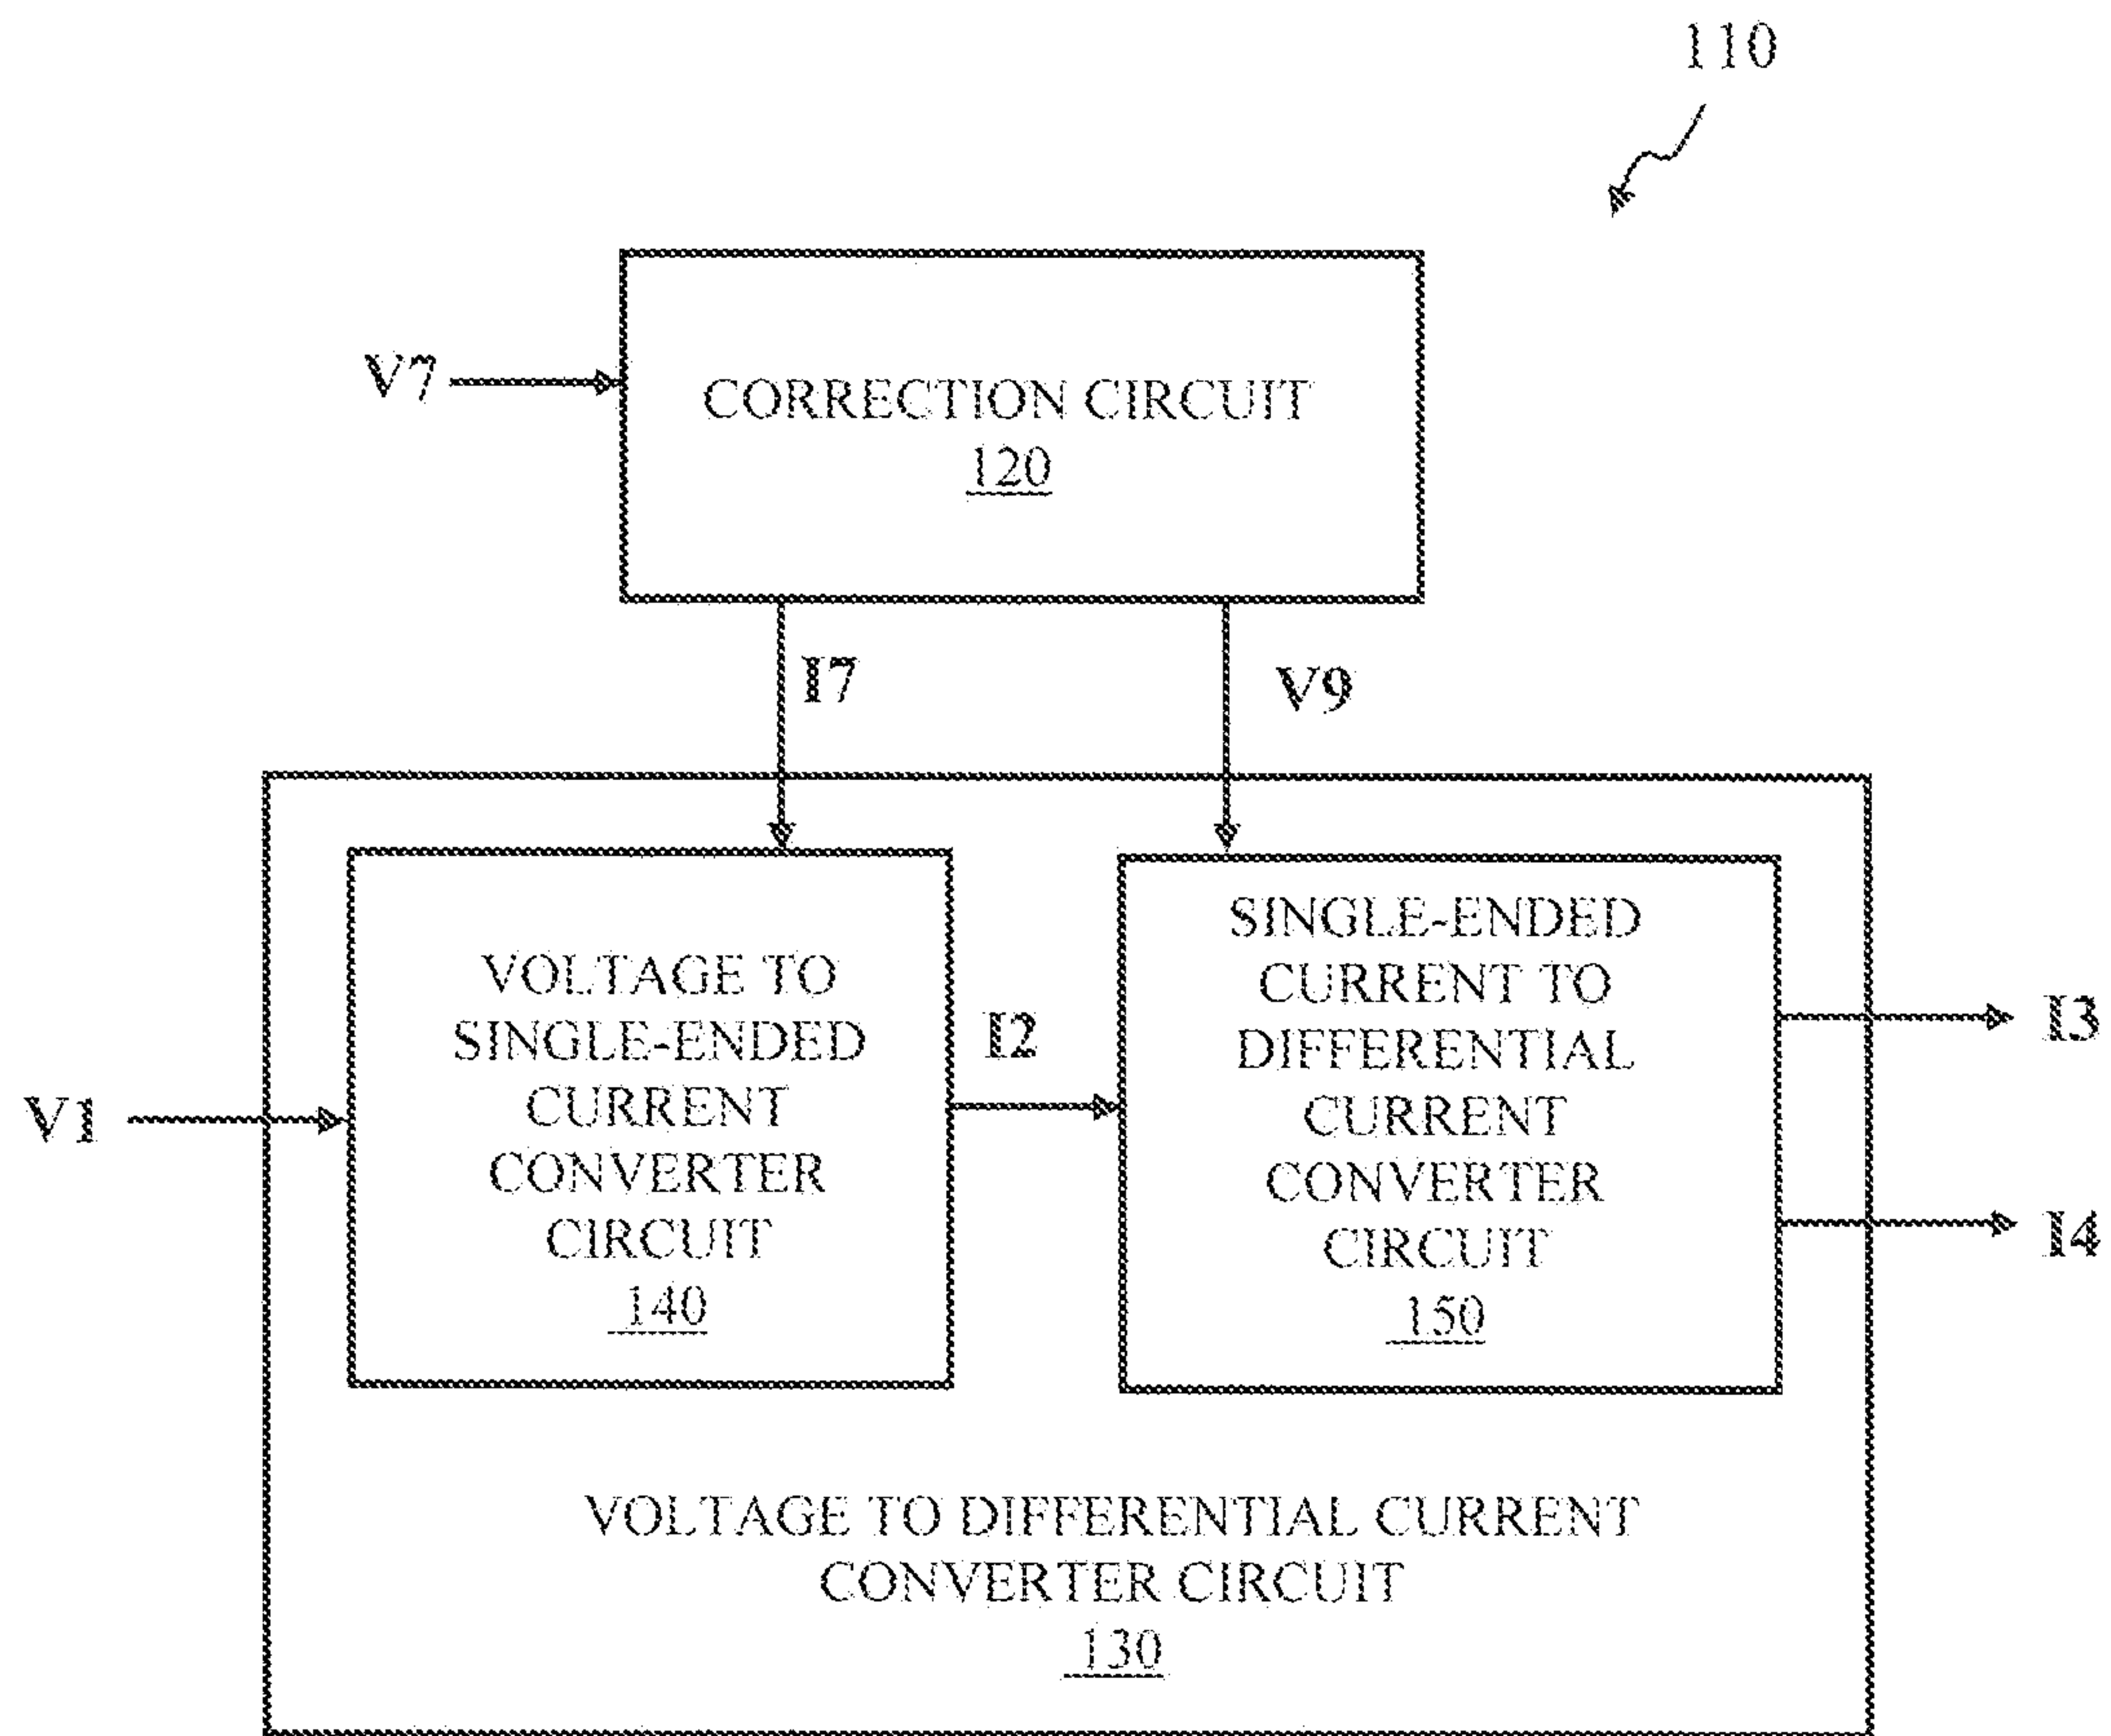 110
V7
CORRECTION CIRCUIT
120
I7
V9
V1
VOLTAGE TO
SINGLE-ENDED
CURRENT
CONVERTER
CIRCUIT
140
I2
SINGLE-ENDED
CURRENT TO
DIFFERENTIAL
CURRENT
CONVERTER
CIRCUIT
150
I3
I4
VOLTAGE TO DIFFERENTIAL CURRENT
CONVERTER CIRCUIT
130